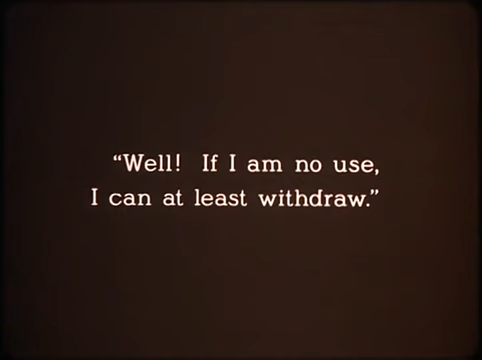 “Well! If I am no use,
I can at least withdraw.”